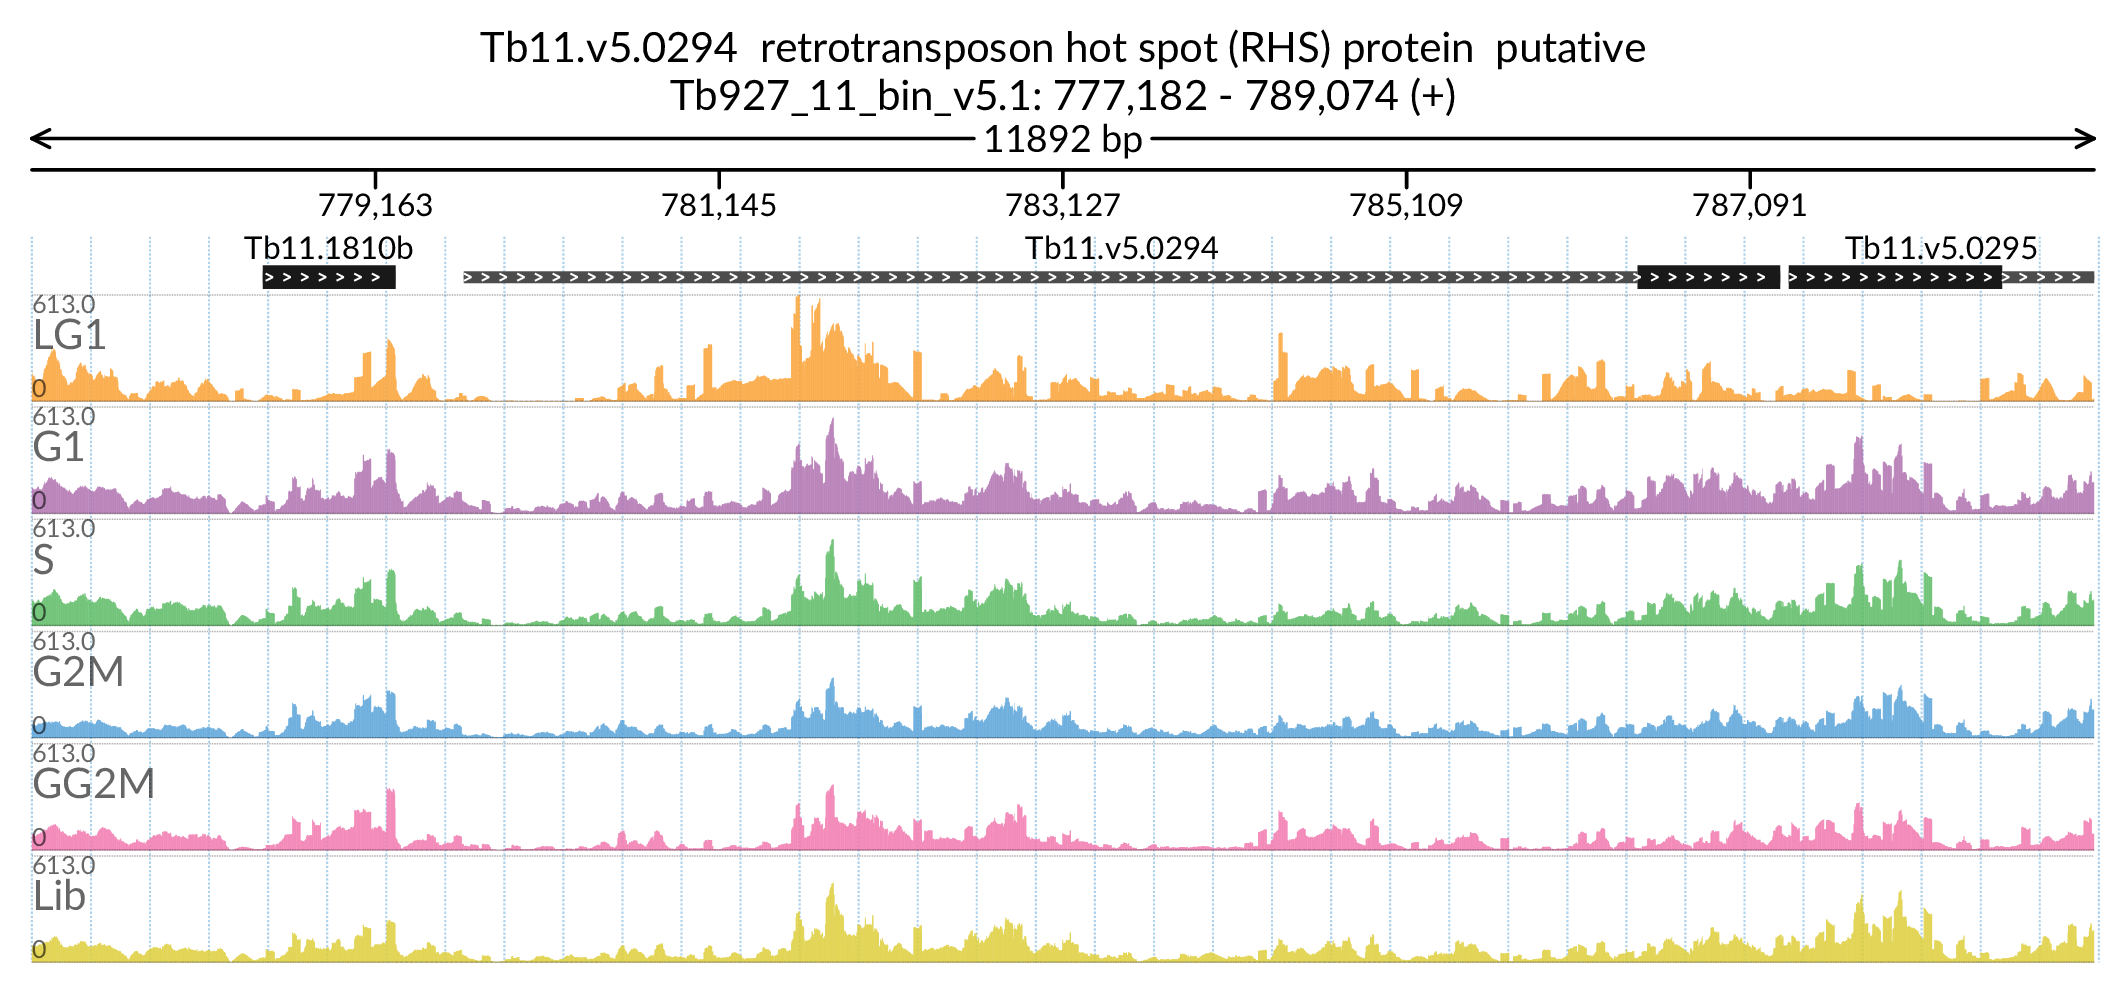 Tb11.v5.0294 retrotransposon hot spot (RHS) protein putative
Tb927_11_bin_v5.1: 777,182 - 789,074 (+)
11892 bp
779,163 781,145 783,127 785,109 787,091
Tb11.1810b Tb11.v5.0294 Tb11.v5.0295
613.0
LG1
0
613.0
G1
0
613.0
S
0
613.0
G2M
0
613.0
GG2M
0
613.0
Lib
0